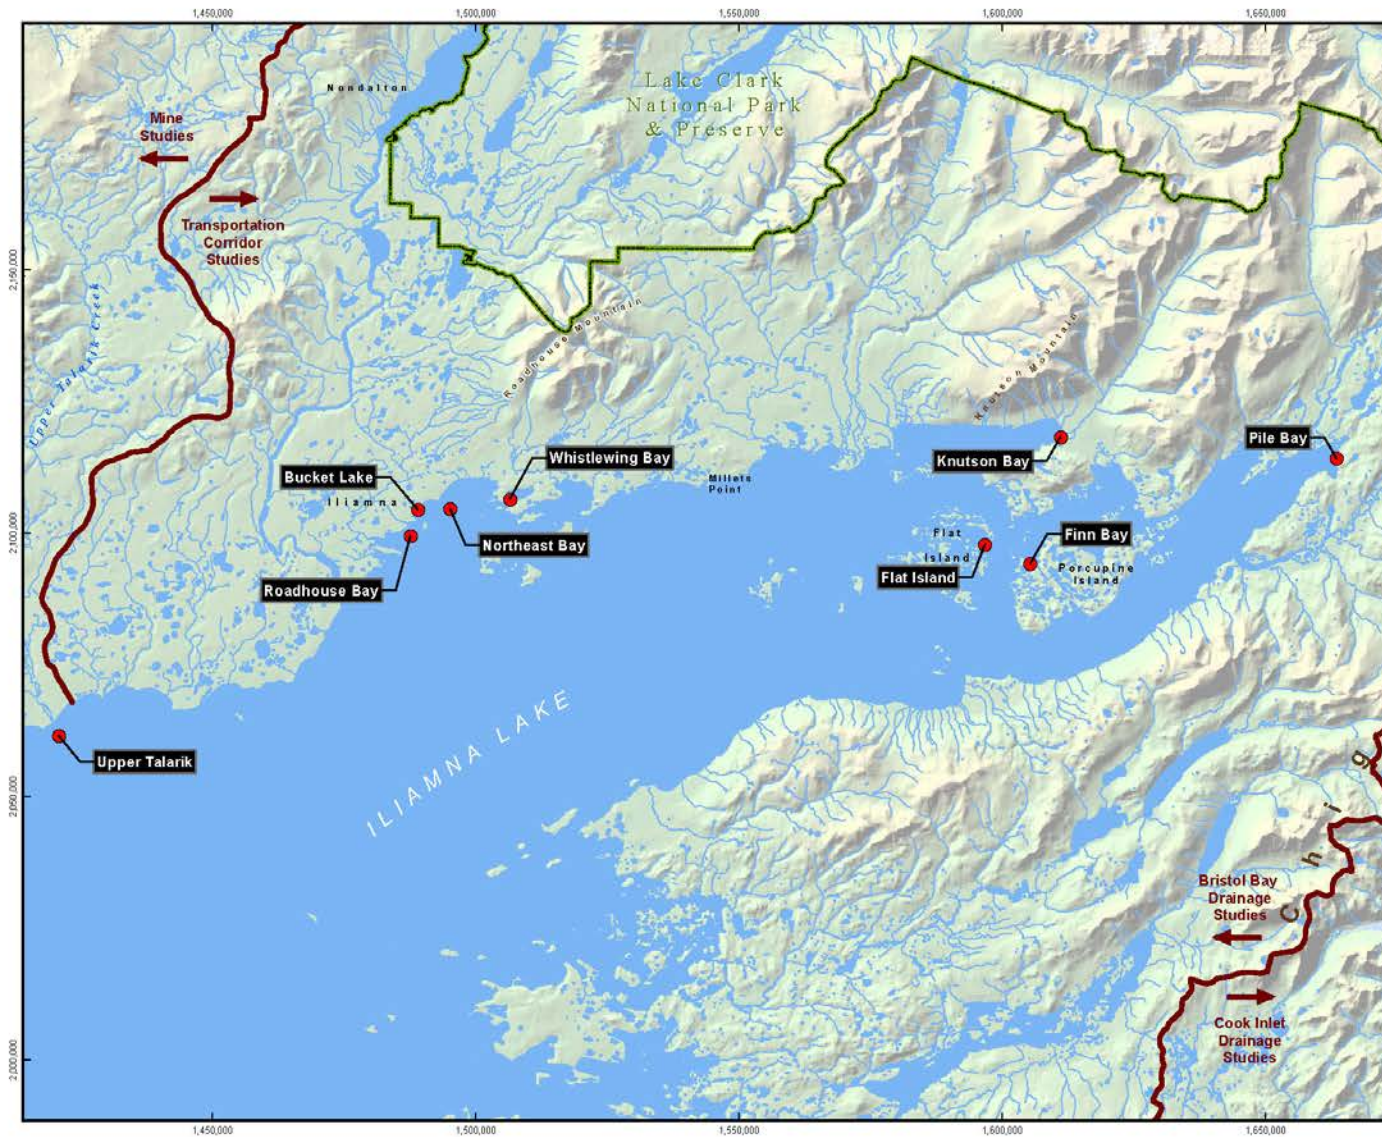 1,450,000
1,500,000
1,550,000
1,600,000
1,650,000
Nondalton
Lake Clark
National Park
& Preserve
Mine
Studies
Transportation
Corridor
Studies
2,150,000
Upper Talarik Creek
Roadhouse Mountain
Knutson Mountain
Pile Bay
Whistlewing Bay
Knutson Bay
Bucket Lake
Iliamna
Millets
Point
2,100,000
Northeast Bay
Flat
Island
Finn Bay
Porcupine
Island
Flat Island
Roadhouse Bay
ILIAMNA LAKE
Upper Talarik
2,050,000
Chig
Bristol Bay
Drainage
Studies
Cook Inlet
Drainage
Studies
2,000,000
1,450,000
1,500,000
1,550,000
1,600,000
1,650,000